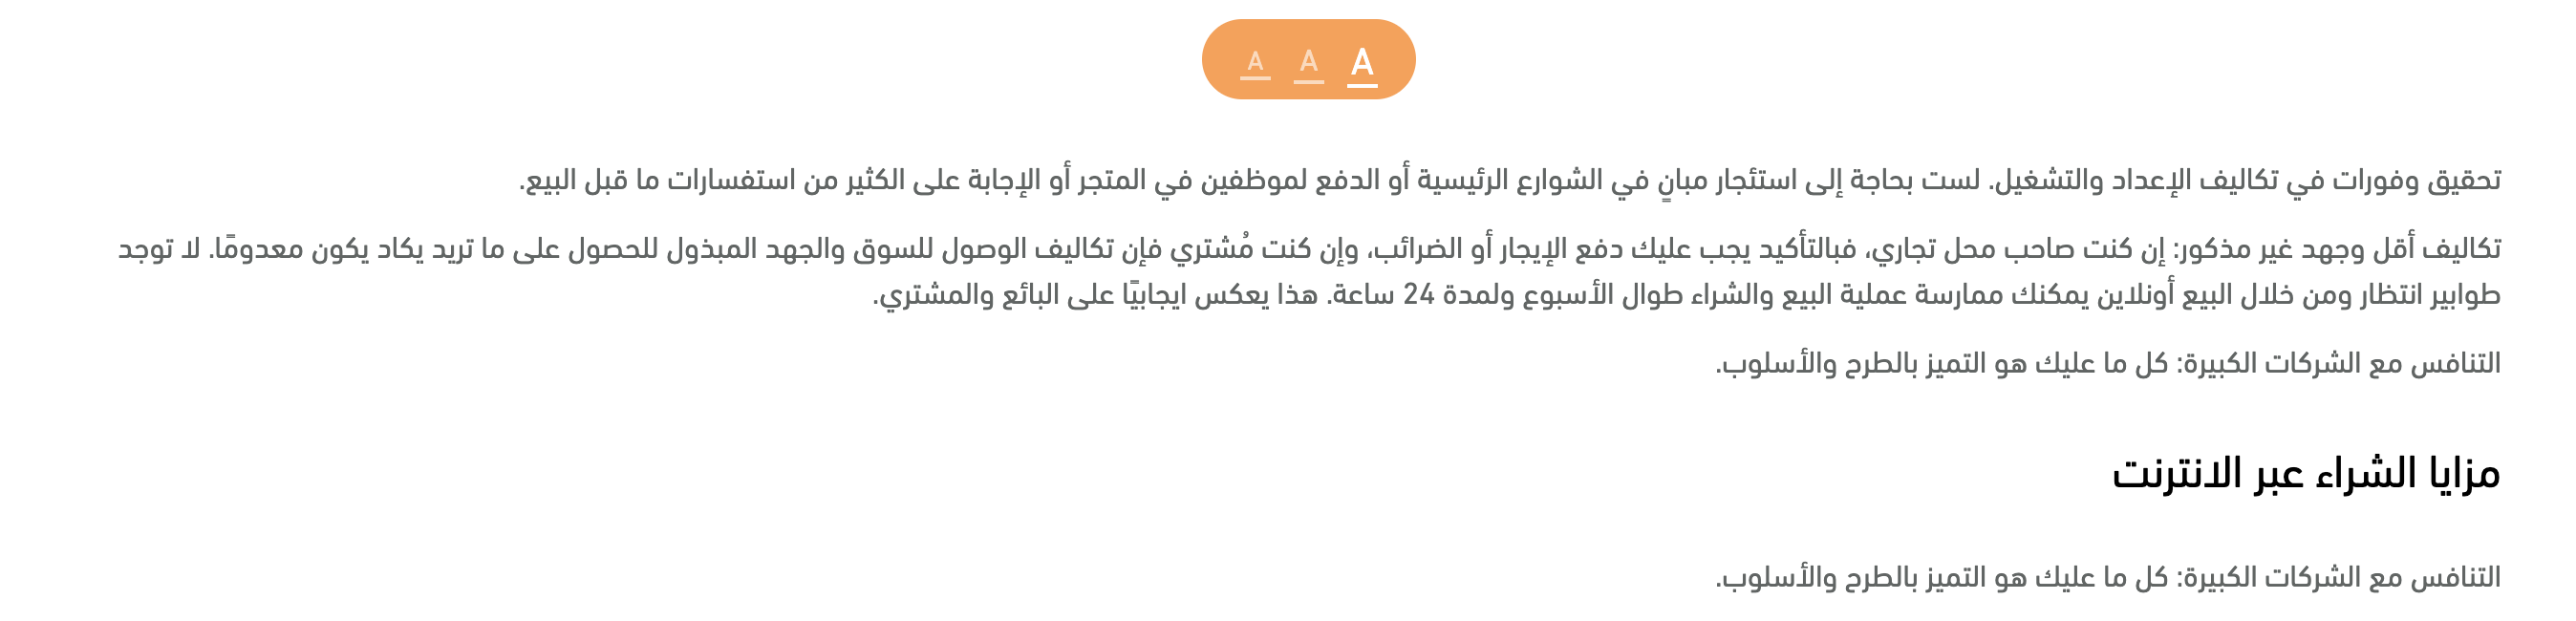 A A A
تحقيق وفورات في تكاليف الإعداد والتشغيل. لست بحاجة إلى استئجار مبانٍ في الشوارع الرئيسية أو الدفع لموظفين في المتجر أو الإجابة على الكثير من استفسارات ما قبل البيع.
تكاليف أقل وجهد غير مذكور: إن كنت صاحب محل تجاري، فبالتأكيد يجب عليك دفع الإيجار أو الضرائب، وإن كنت مُشتري فإن تكاليف الوصول للسوق والجهد المبذول للحصول على ما تريد يكاد يكون معدومًا. لا توجد
طوابير انتظار ومن خلال البيع أونلاين يمكنك ممارسة عملية البيع والشراء طوال الأسبوع ولمدة 24 ساعة. هذا يعكس ايجابيًا على البائع والمشتري.
التنافس مع الشركات الكبيرة: كل ما عليك هو التميز بالطرح والأسلوب.
مزايا الشراء عبر الانترنت
التنافس مع الشركات الكبيرة: كل ما عليك هو التميز بالطرح والأسلوب.